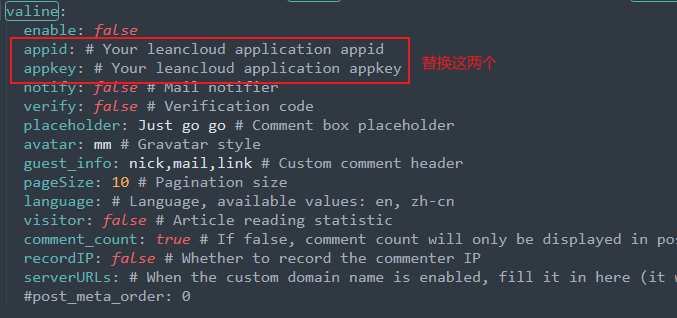 valine:
enable: false
appid: # Your leancloud application appid
appkey: # Your leancloud application appkey
替换这两个
notify: false # Mail notifier
verify: false # Verification code
placeholder: Just go go # Comment box placeholder
avatar: mm # Gravatar style
guest_info: nick,mail,link # Custom comment header
pageSize: 10 # Pagination size
language: # Language, available values: en, zh-cn
visitor: false # Article reading statistic
comment_count: true # If false, comment count will only be displayed in po
recordIP: false # Whether to record the commenter IP
serverURLs: # When the custom domain name is enabled, fill it in here (it
#post_meta_order: 0